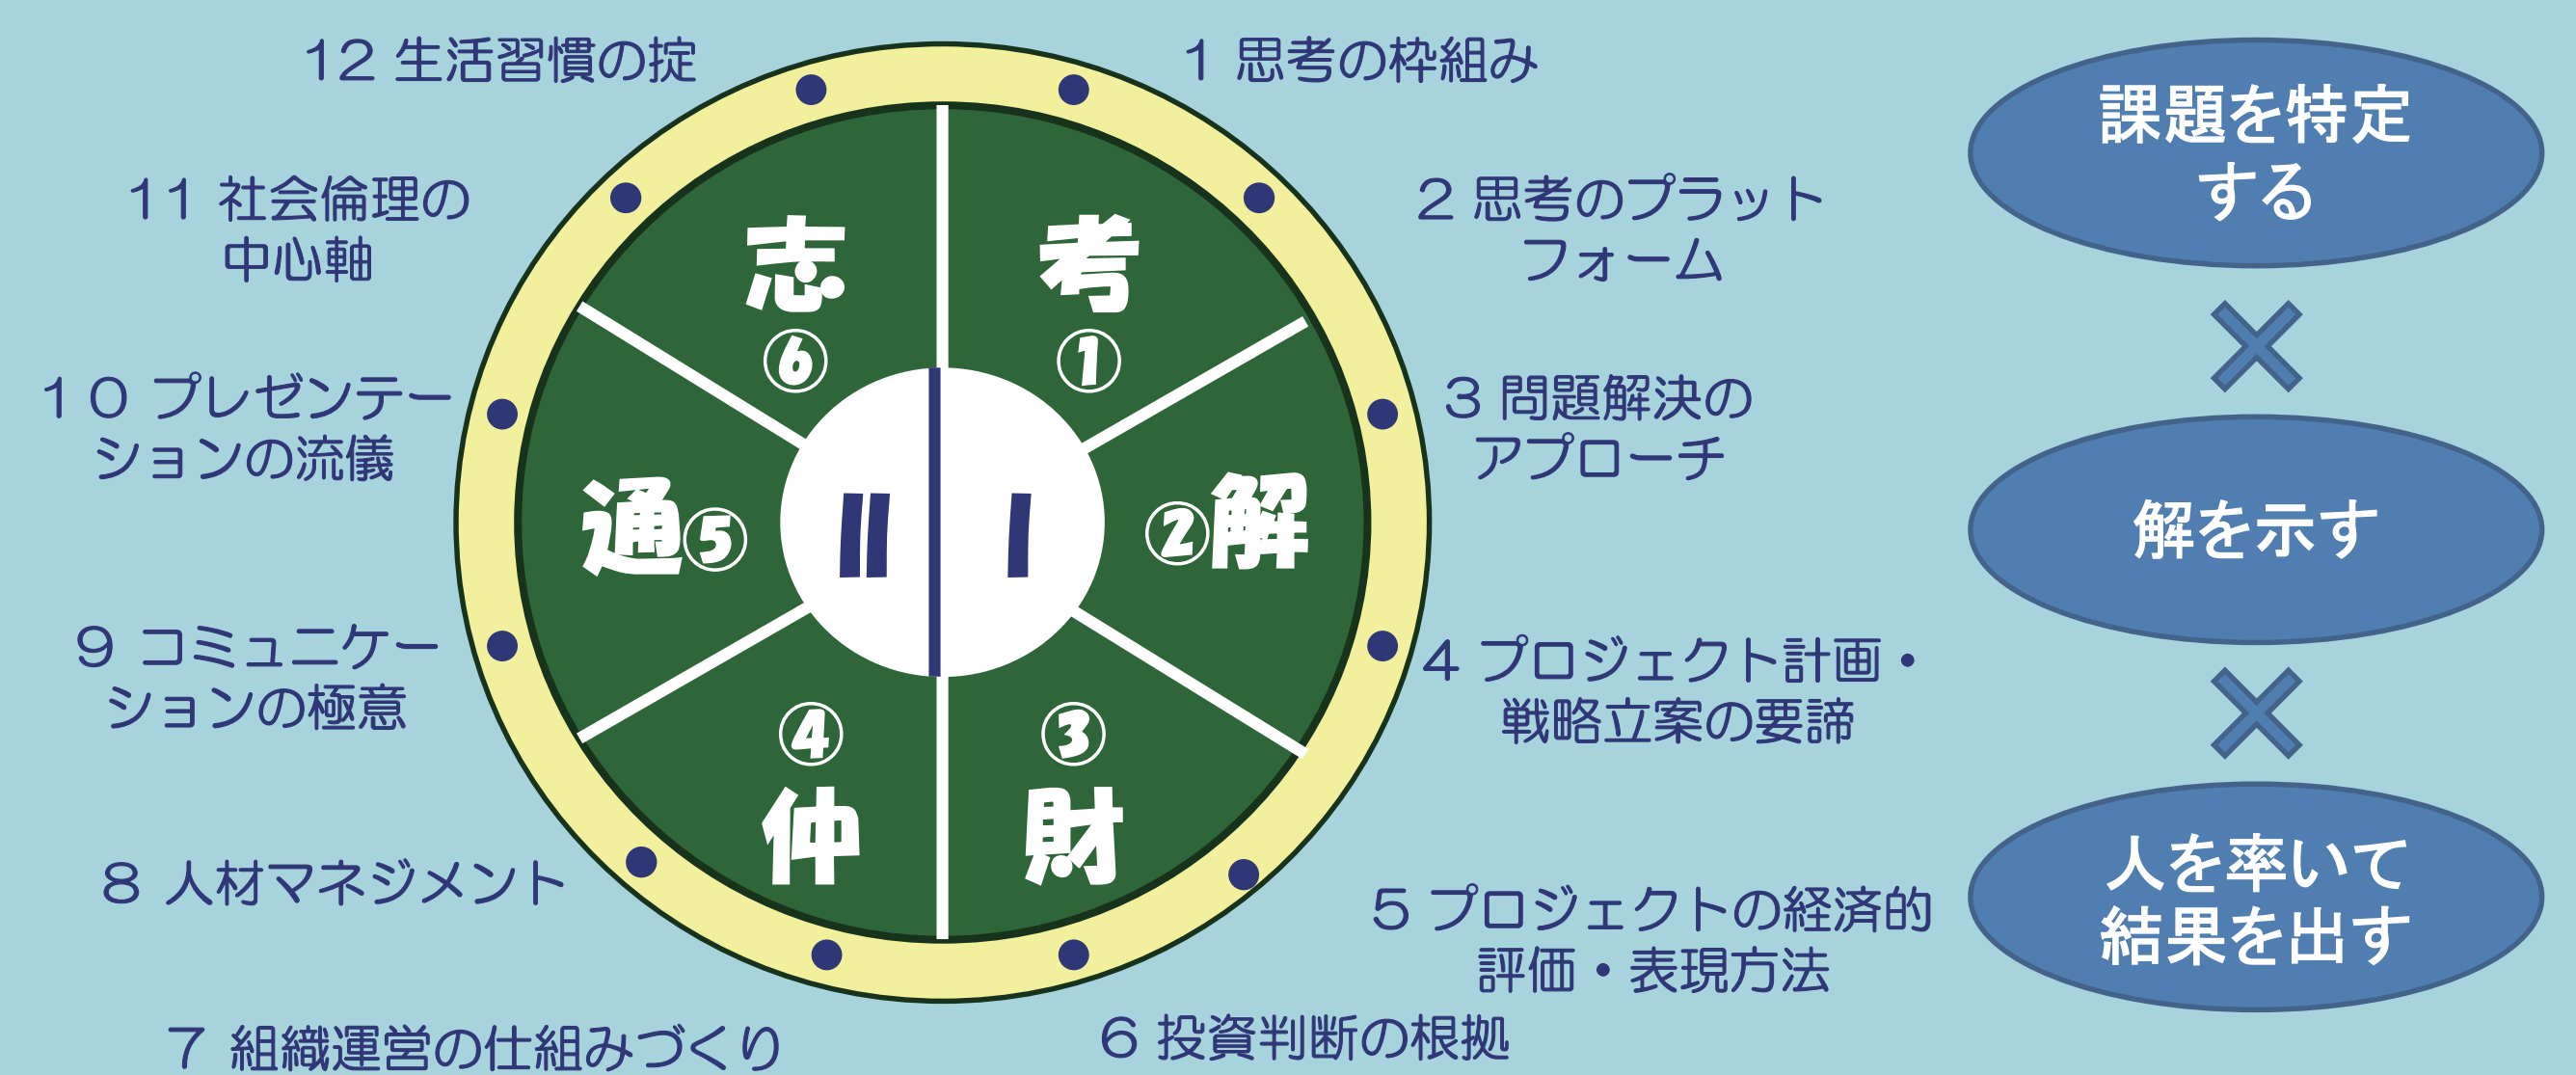 12 生活習慣の掟
1 思考の枠組み
11 社会倫理の
中心軸
2 思考のプラット
フォーム
10 プレゼンテー
ションの流儀
3 問題解決の
アプローチ
9 コミュニケー
ションの極意
4 プロジェクト計画・
戦略立案の要諦
8 人材マネジメント
5 プロジェクトの経済的
評価・表現方法
7 組織運営の仕組みづくり
6 投資判断の根拠
志
⑥
考
①
通⑤
②解
④
仲
③
財
II
I
課題を特定
する
×
解を示す
×
人を率いて
結果を出す